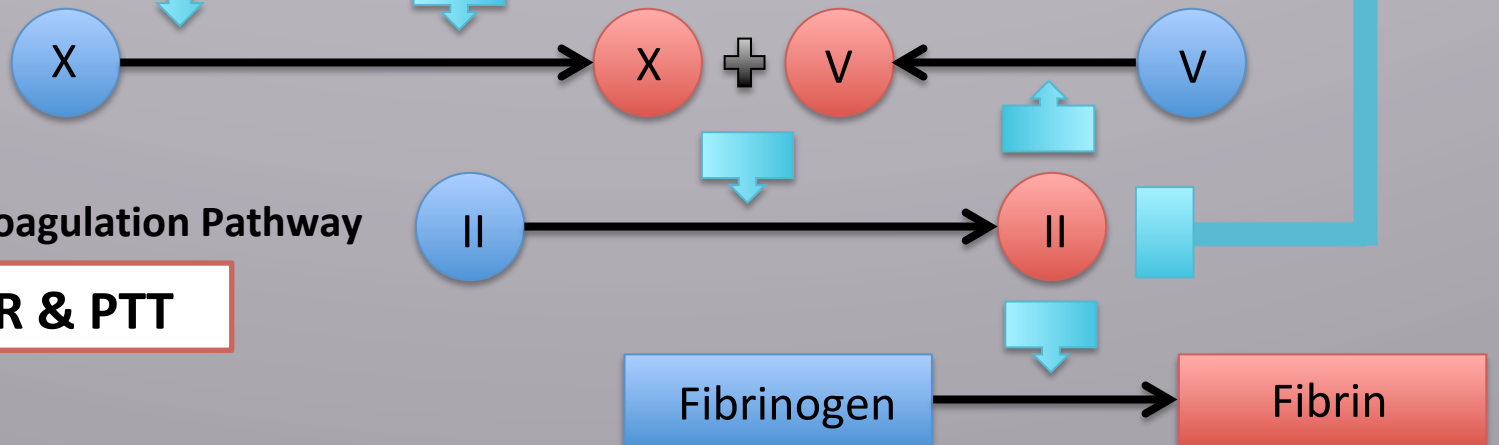 X X V V
oagulation Pathway
II II
R & PTT
Fibrinogen Fibrin